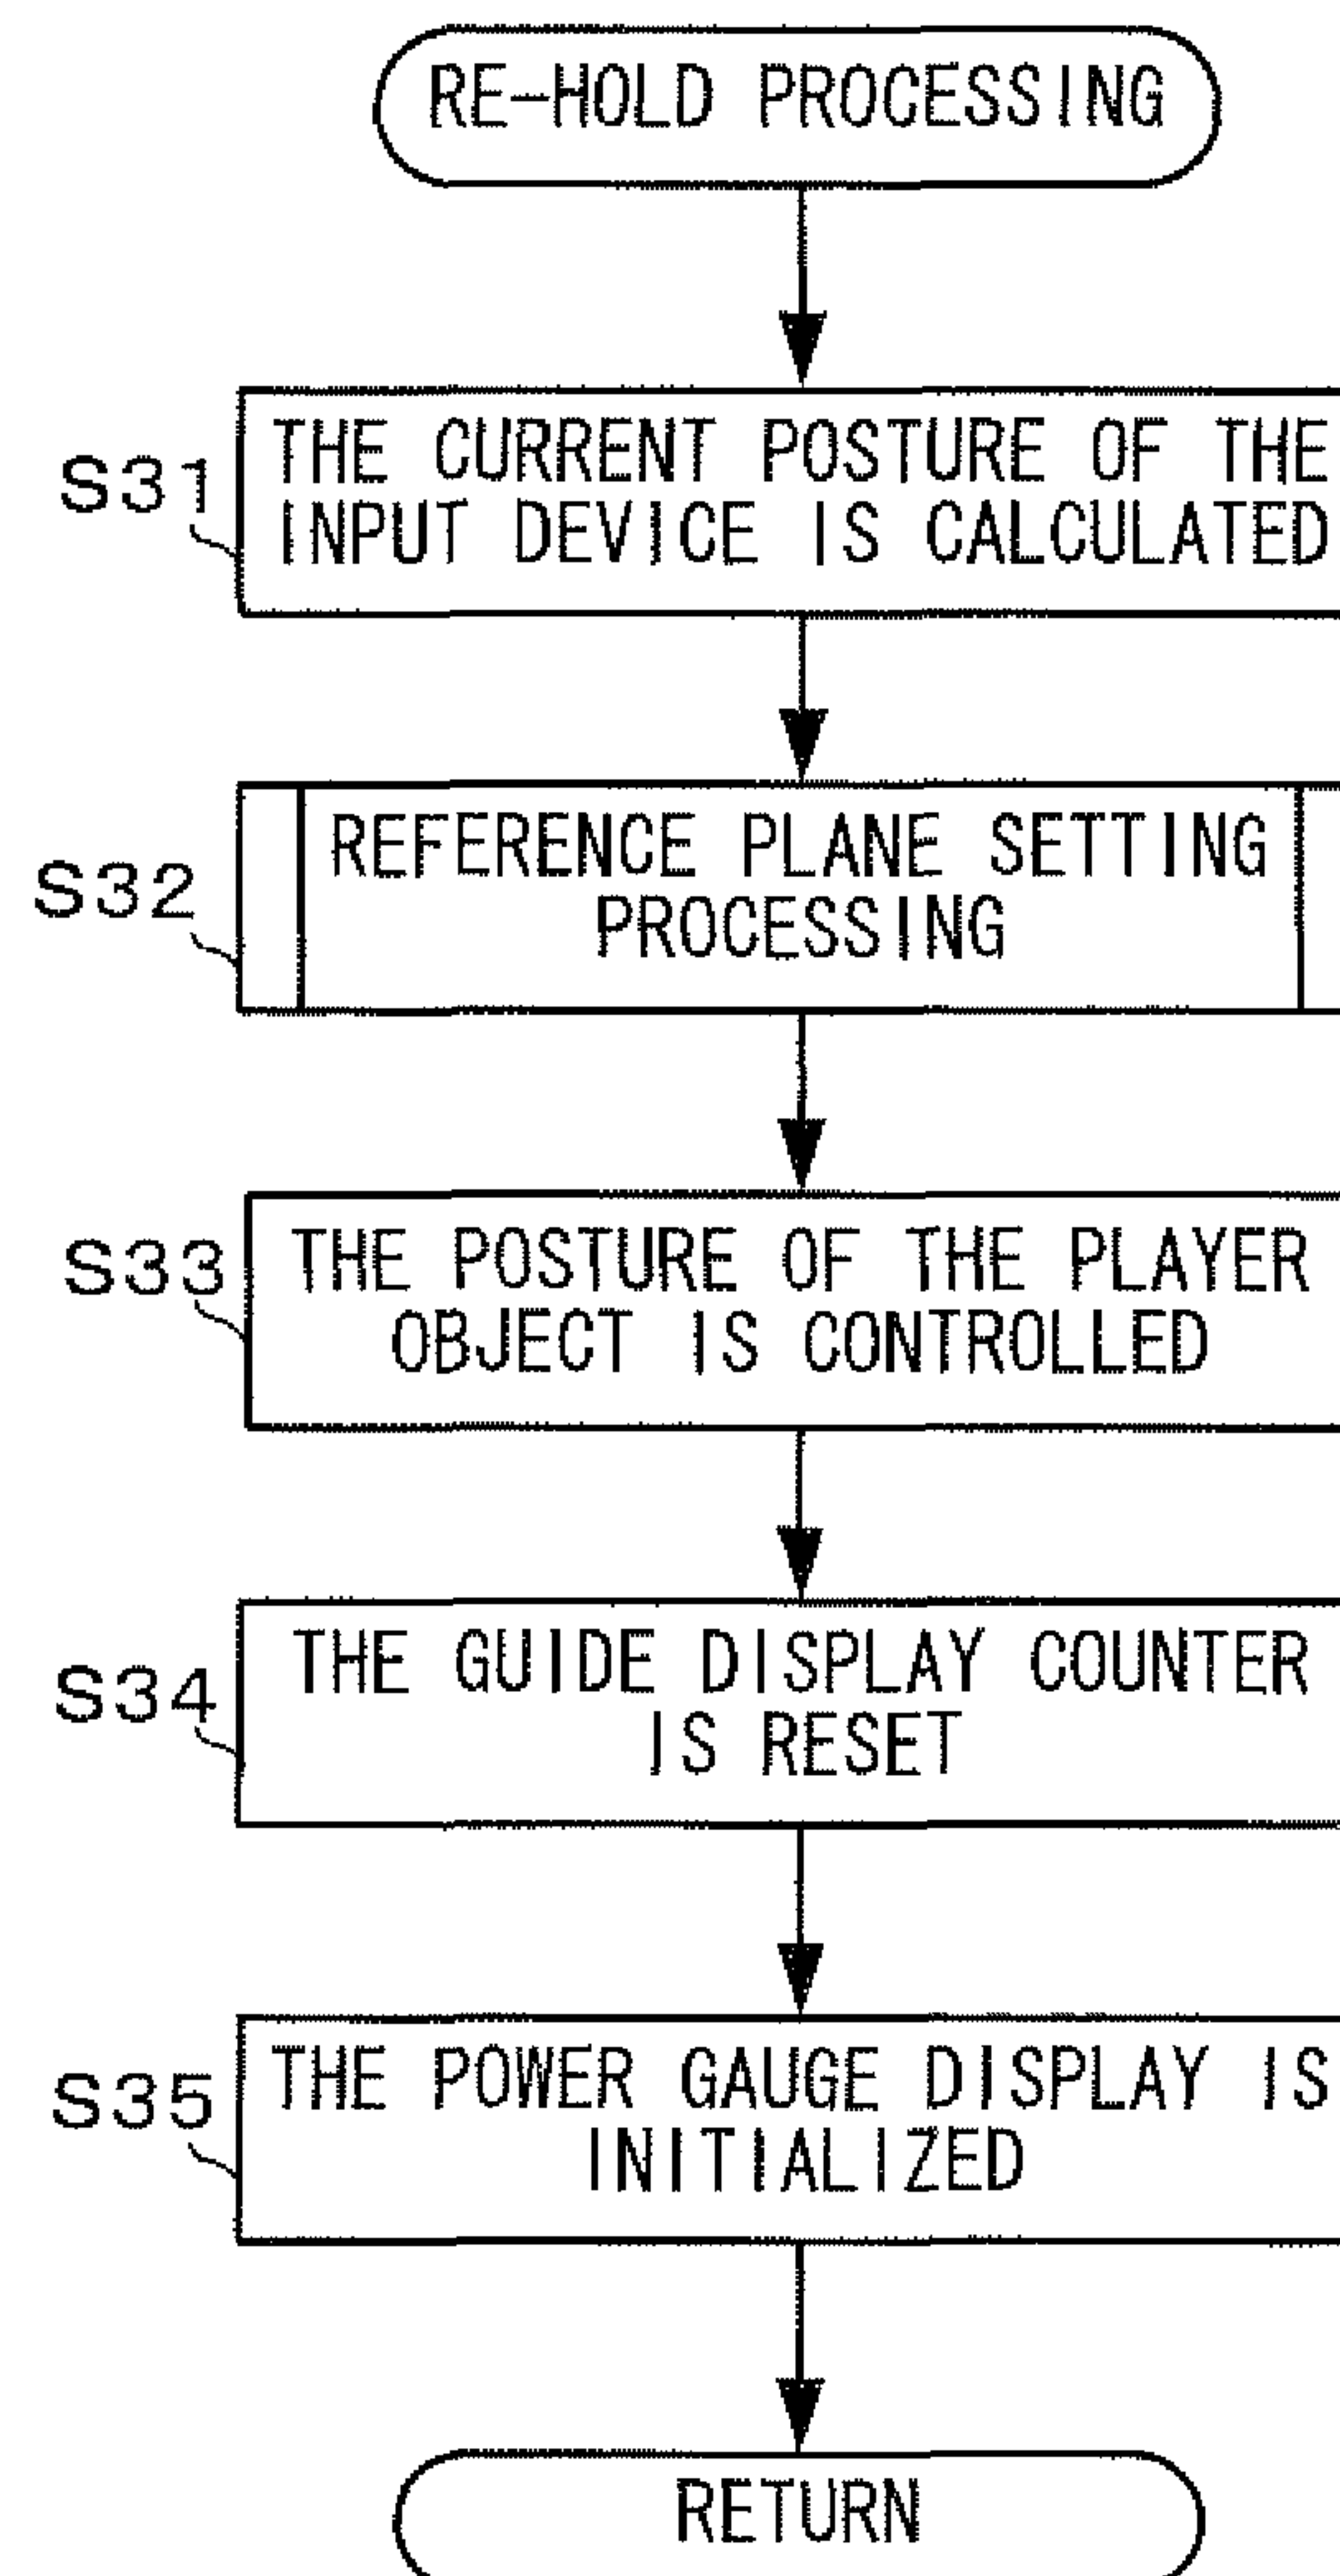 RE-HOLD PROCESSING
S31
THE CURRENT POSTURE OF THE
INPUT DEVICE IS CALCULATED
S32
REFERENCE PLANE SETTING
PROCESSING
S33
THE POSTURE OF THE PLAYER
OBJECT IS CONTROLLED
S34
THE GUIDE DISPLAY COUNTER
IS RESET
S35
THE POWER GAUGE DISPLAY IS
INITIALIZED
RETURN